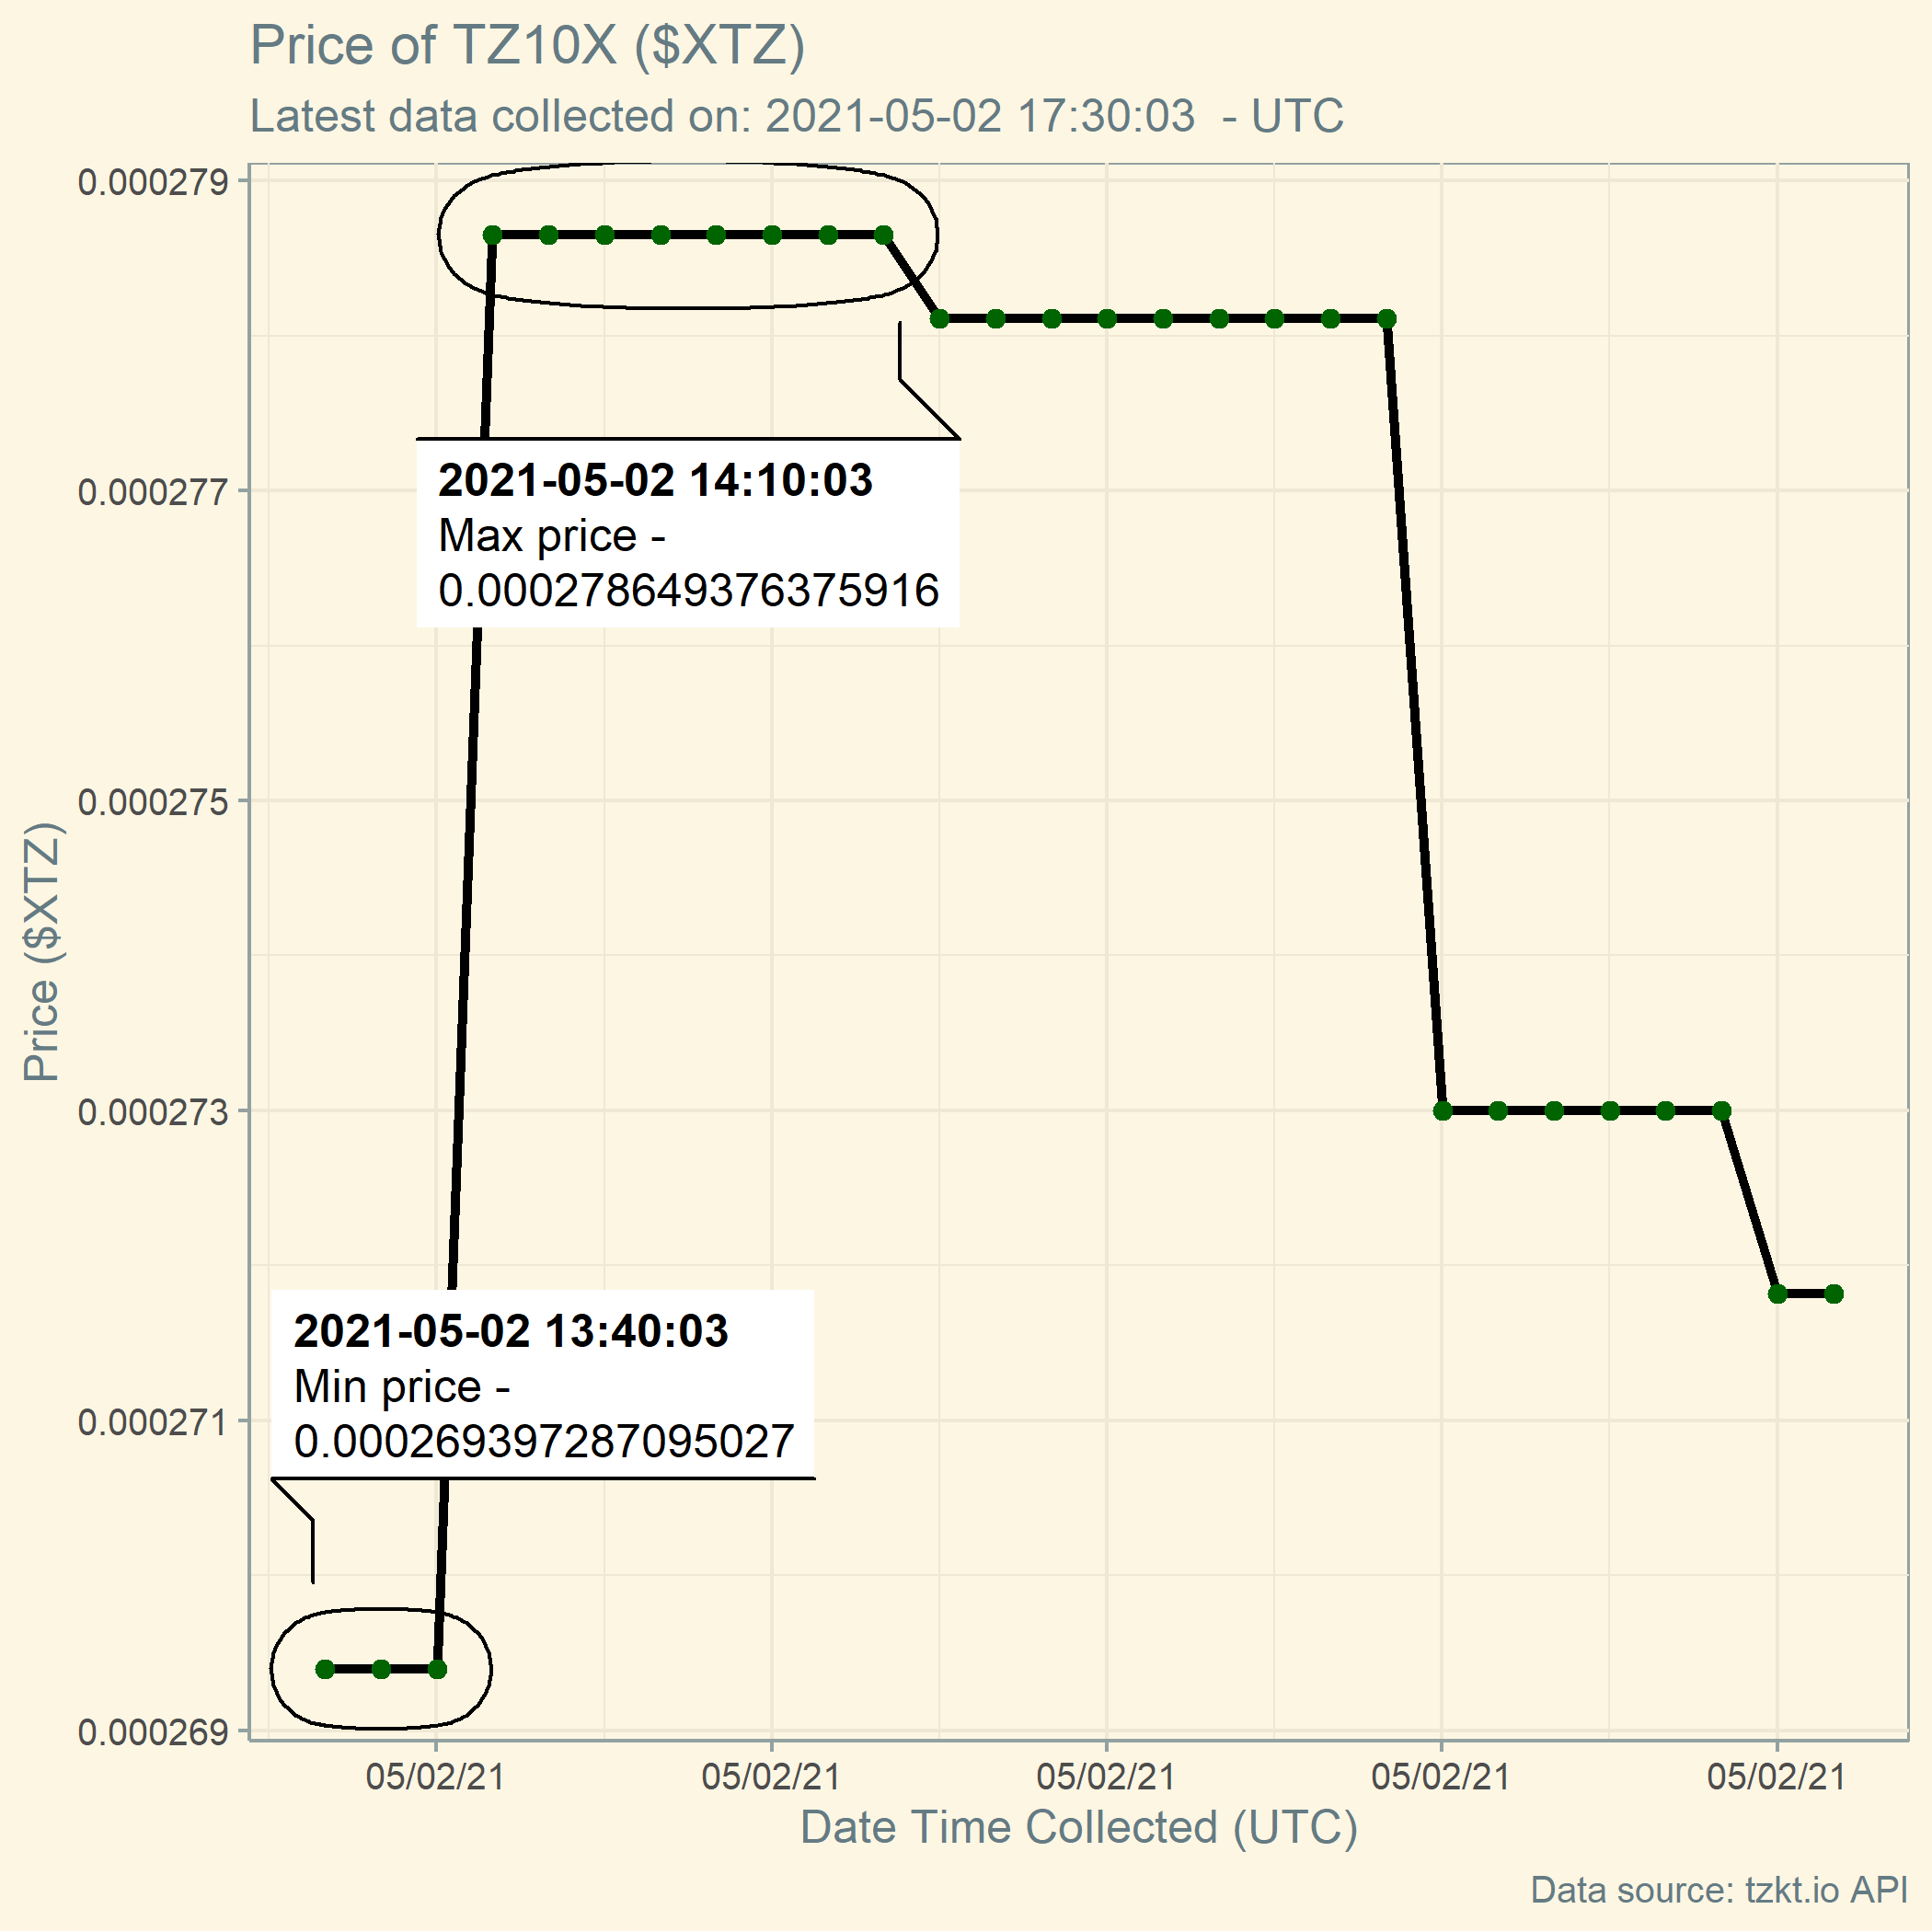 Price of TZ10X ($XTZ)
Latest data collected on: 2021-05-02 17:30:03  - UTC
0.000279
0.000277
0.000275
0.000273
0.000271
0.000269
Price ($XTZ)
2021-05-02 14:10:03
Max price -
0.000278649376375916
2021-05-02 13:40:03
Min price -
0.000269397287095027
05/02/21 05/02/21 05/02/21 05/02/21 05/02/21
Date Time Collected (UTC)
Data source: tzkt.io API